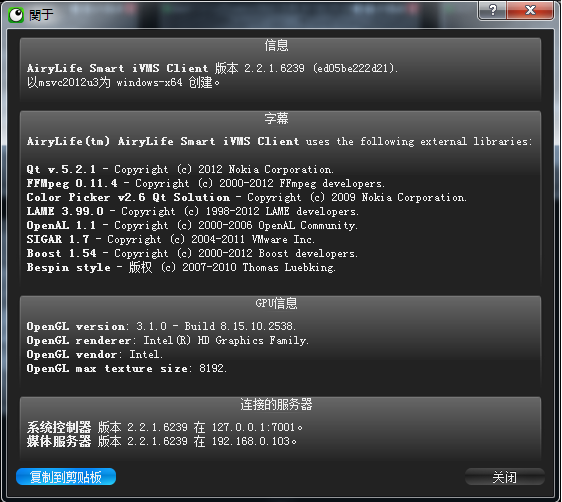 關于
信息
AiryLife Smart iVMS Client 版本 2.2.1.6239 (ed05be222d21).
以msvc2012u3为 windows-x64 创建。
字幕
AiryLife(tm) AiryLife Smart iVMS Client uses the following external libraries:
Qt v.5.2.1 - Copyright (c) 2012 Nokia Corporation.
FFMpeg 0.11.4 - Copyright (c) 2000-2012 FFmpeg developers.
Color Picker v2.6 Qt Solution - Copyright (c) 2009 Nokia Corporation.
LAME 3.99.0 - Copyright (c) 1998-2012 LAME developers.
OpenAL 1.1 - Copyright (c) 2000-2006 OpenAL Community.
SIGAR 1.7 - Copyright (c) 2004-2011 VMware Inc.
Boost 1.54 - Copyright (c) 2000-2012 Boost developers.
Bespin style - 版权 (c) 2007-2010 Thomas Luebking.
GPU信息
OpenGL version: 3.1.0 - Build 8.15.10.2538.
OpenGL renderer: Intel(R) HD Graphics Family.
OpenGL vendor: Intel.
OpenGL max texture size: 8192.
连接的服务器
系统控制器 版本 2.2.1.6239 在 127.0.0.1:7001。
媒体服务器 版本 2.2.1.6239 在 192.168.0.103。
复制到剪贴板 关闭